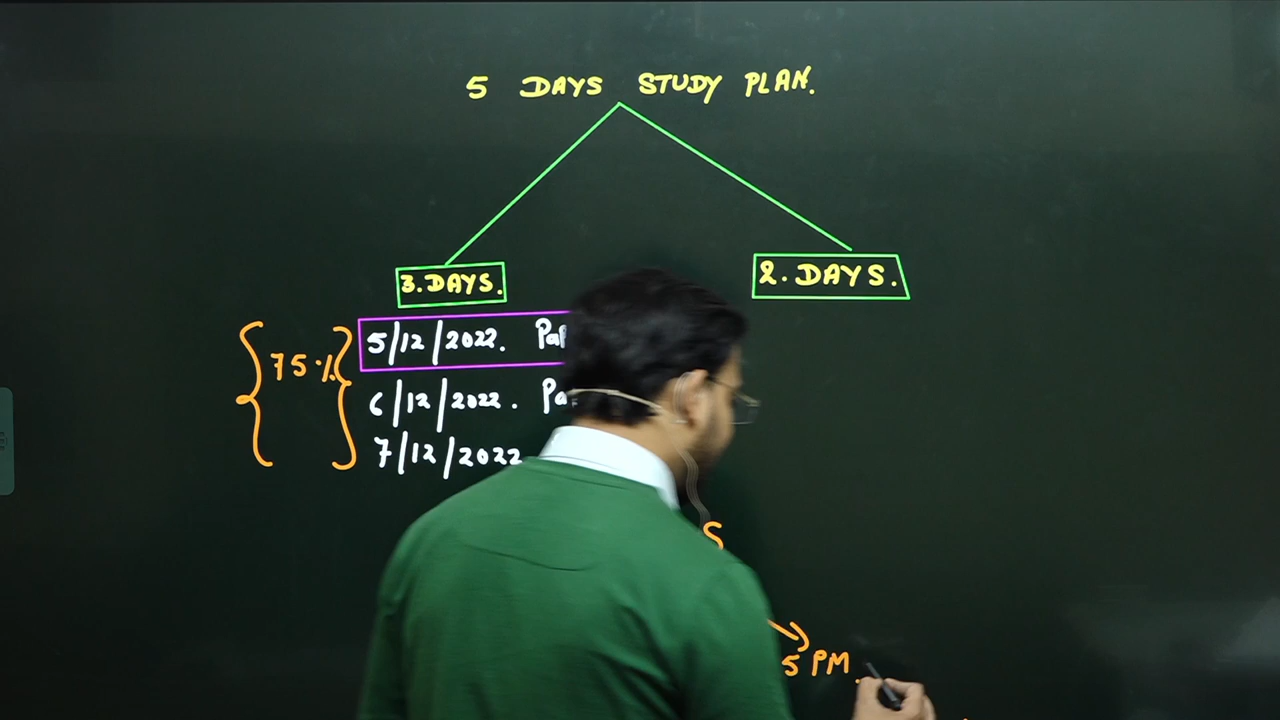 5 DAYS STUDY PLAN.
3.DAYS.
2.DAYS.
75%
5/12/2022.
6/12/2022.
7/12/2022
5 PM.